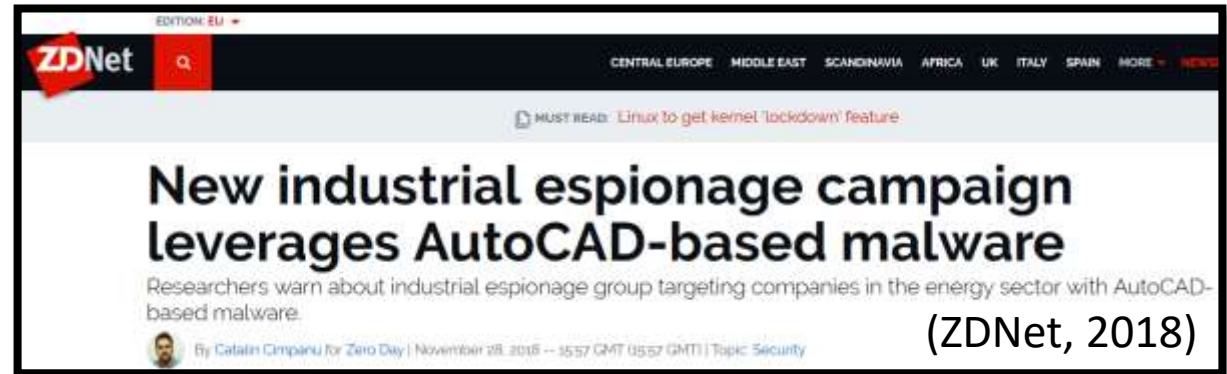 EDITION: EU
ZDNet
CENTRAL EUROPE MIDDLE EAST SCANDINAVIA AFRICA UK ITALY SPAIN MORE
MUST READ: Linux to get kernel 'lockdown' feature
New industrial espionage campaign
leverages AutoCAD-based malware
Researchers warn about industrial espionage group targeting companies in the energy sector with AutoCAD-
based malware.
(ZDNet, 2018)
By Catalin Cimpanu for Zero Day | November 28, 2018 -- 15:57 GMT (15:57 GMT) | Topic: Security